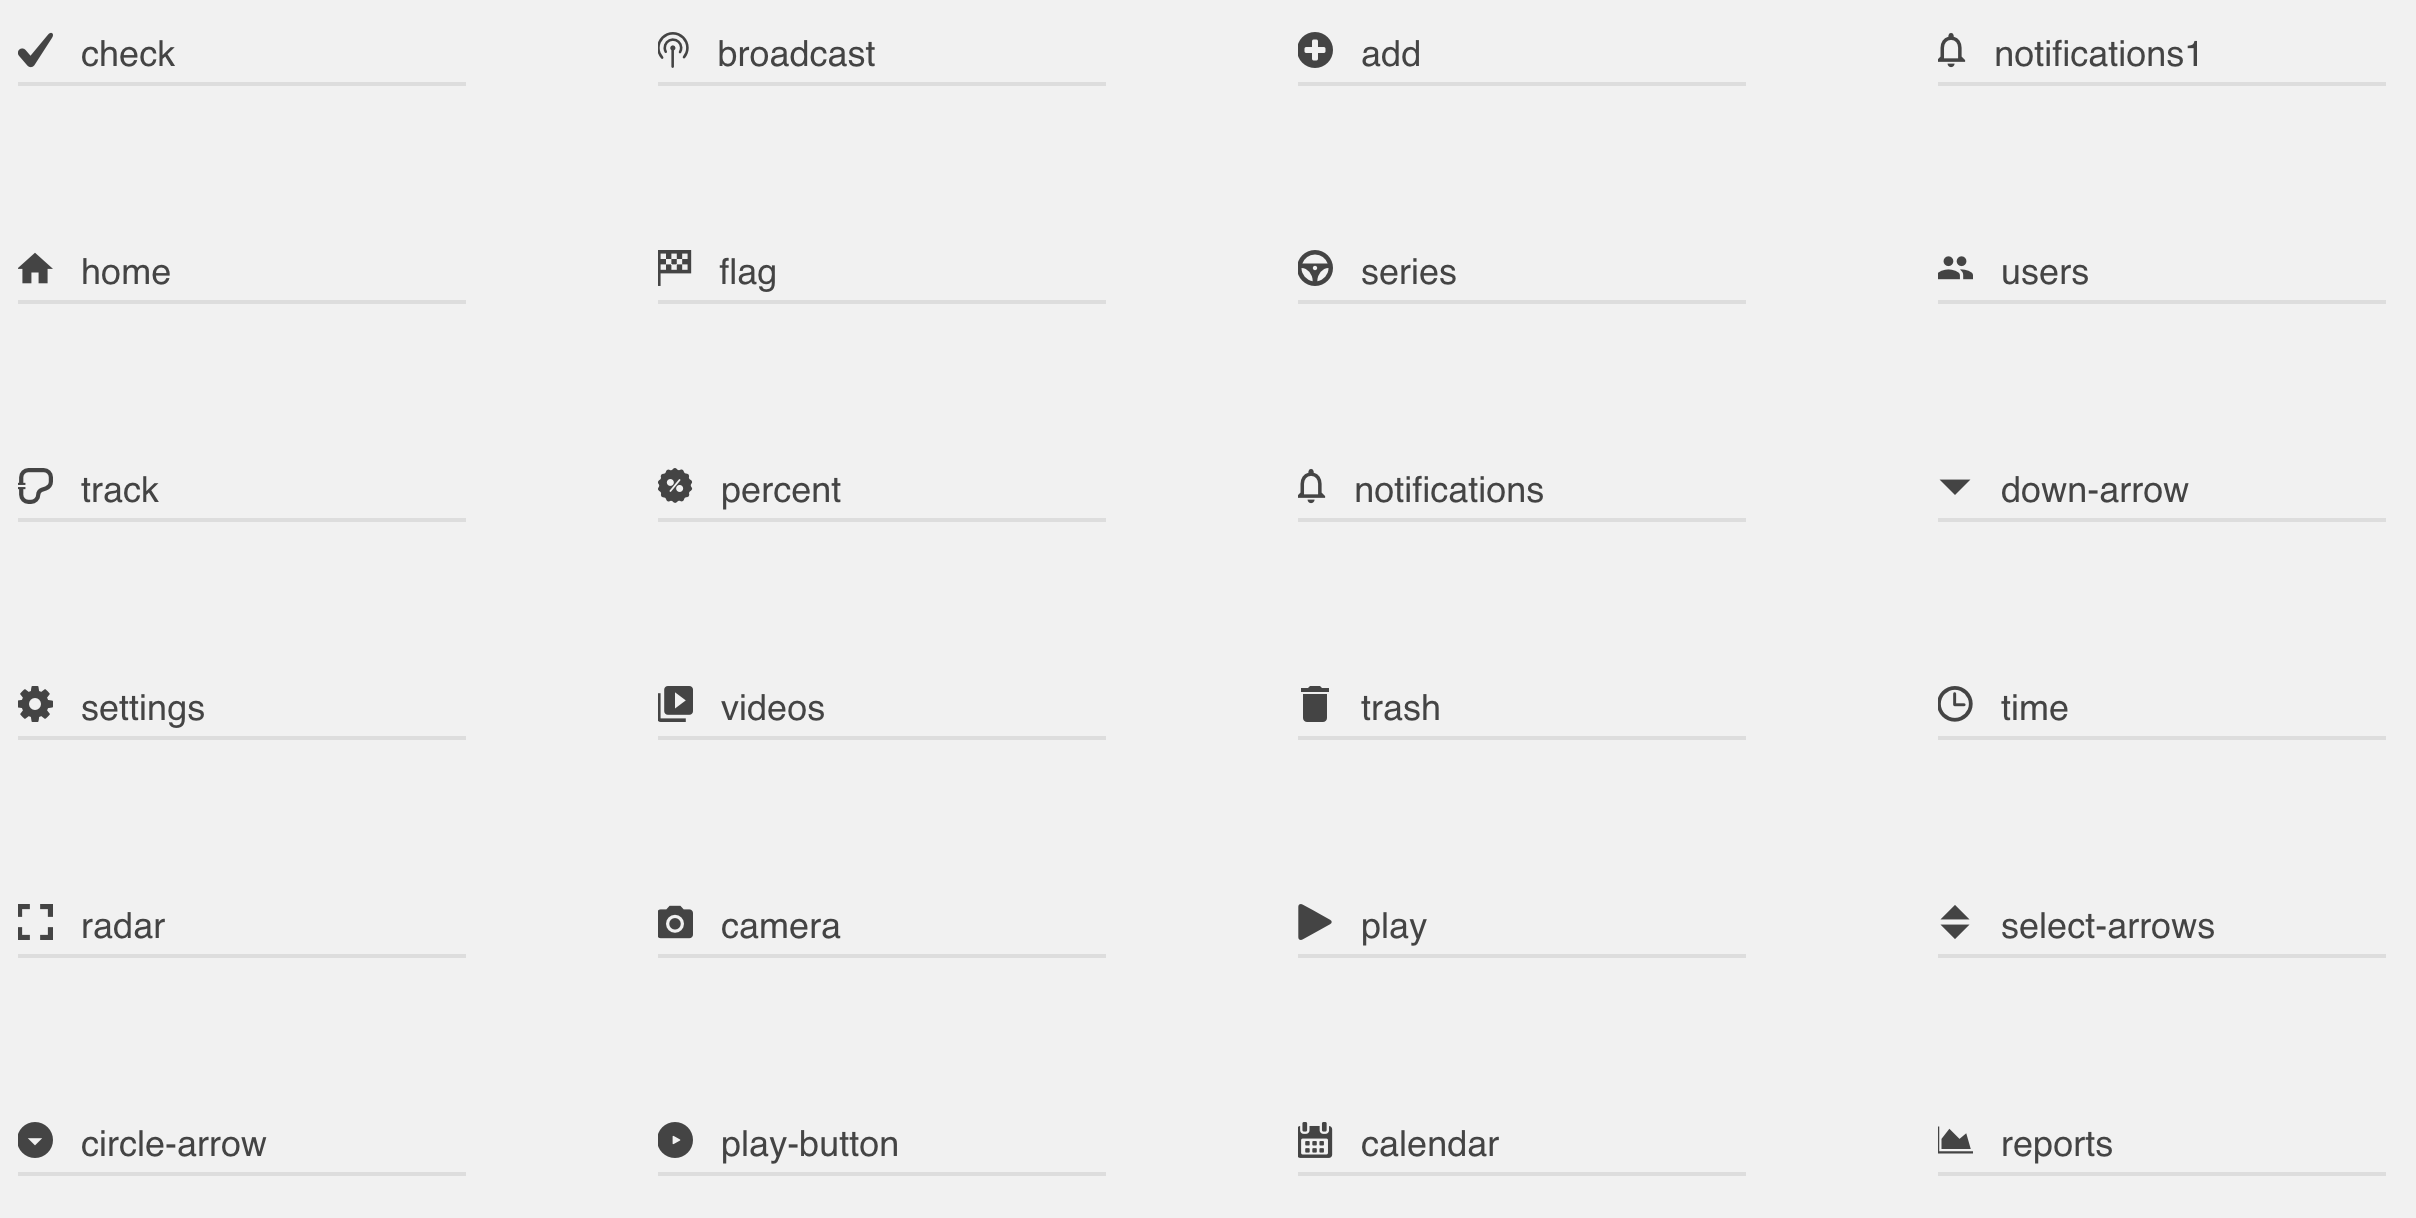 check
broadcast
add
notifications1
home
flag
series
users
track
percent
notifications
down-arrow
settings
videos
trash
time
radar
camera
play
select-arrows
circle-arrow
play-button
calendar
reports